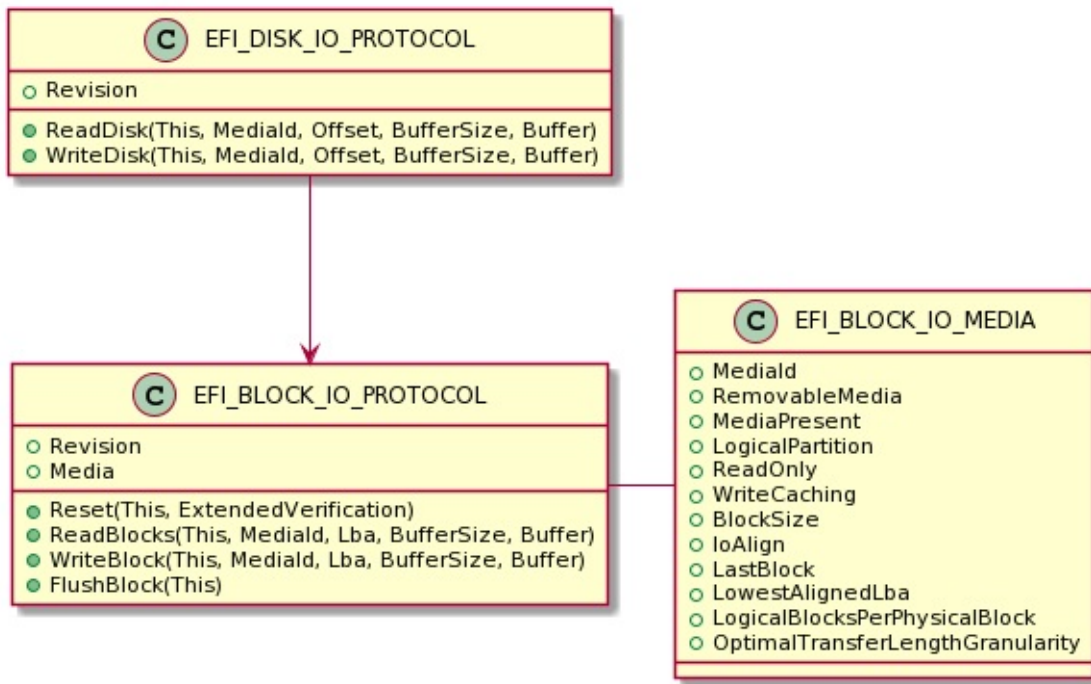 C EFI_DISK_IO_PROTOCOL
Revision
ReadDisk(This, MediaId, Offset, BufferSize, Buffer)
WriteDisk(This, MediaId, Offset, BufferSize, Buffer)
C EFI_BLOCK_IO_PROTOCOL
Revision
Media
Reset(This, ExtendedVerification)
ReadBlocks(This, MediaId, Lba, BufferSize, Buffer)
WriteBlock(This, MediaId, Lba, BufferSize, Buffer)
FlushBlock(This)
C EFI_BLOCK_IO_MEDIA
MediaId
RemovableMedia
MediaPresent
LogicalPartition
ReadOnly
WriteCaching
BlockSize
IoAlign
LastBlock
LowestAlignedLba
LogicalBlocksPerPhysicalBlock
OptimalTransferLengthGranularity